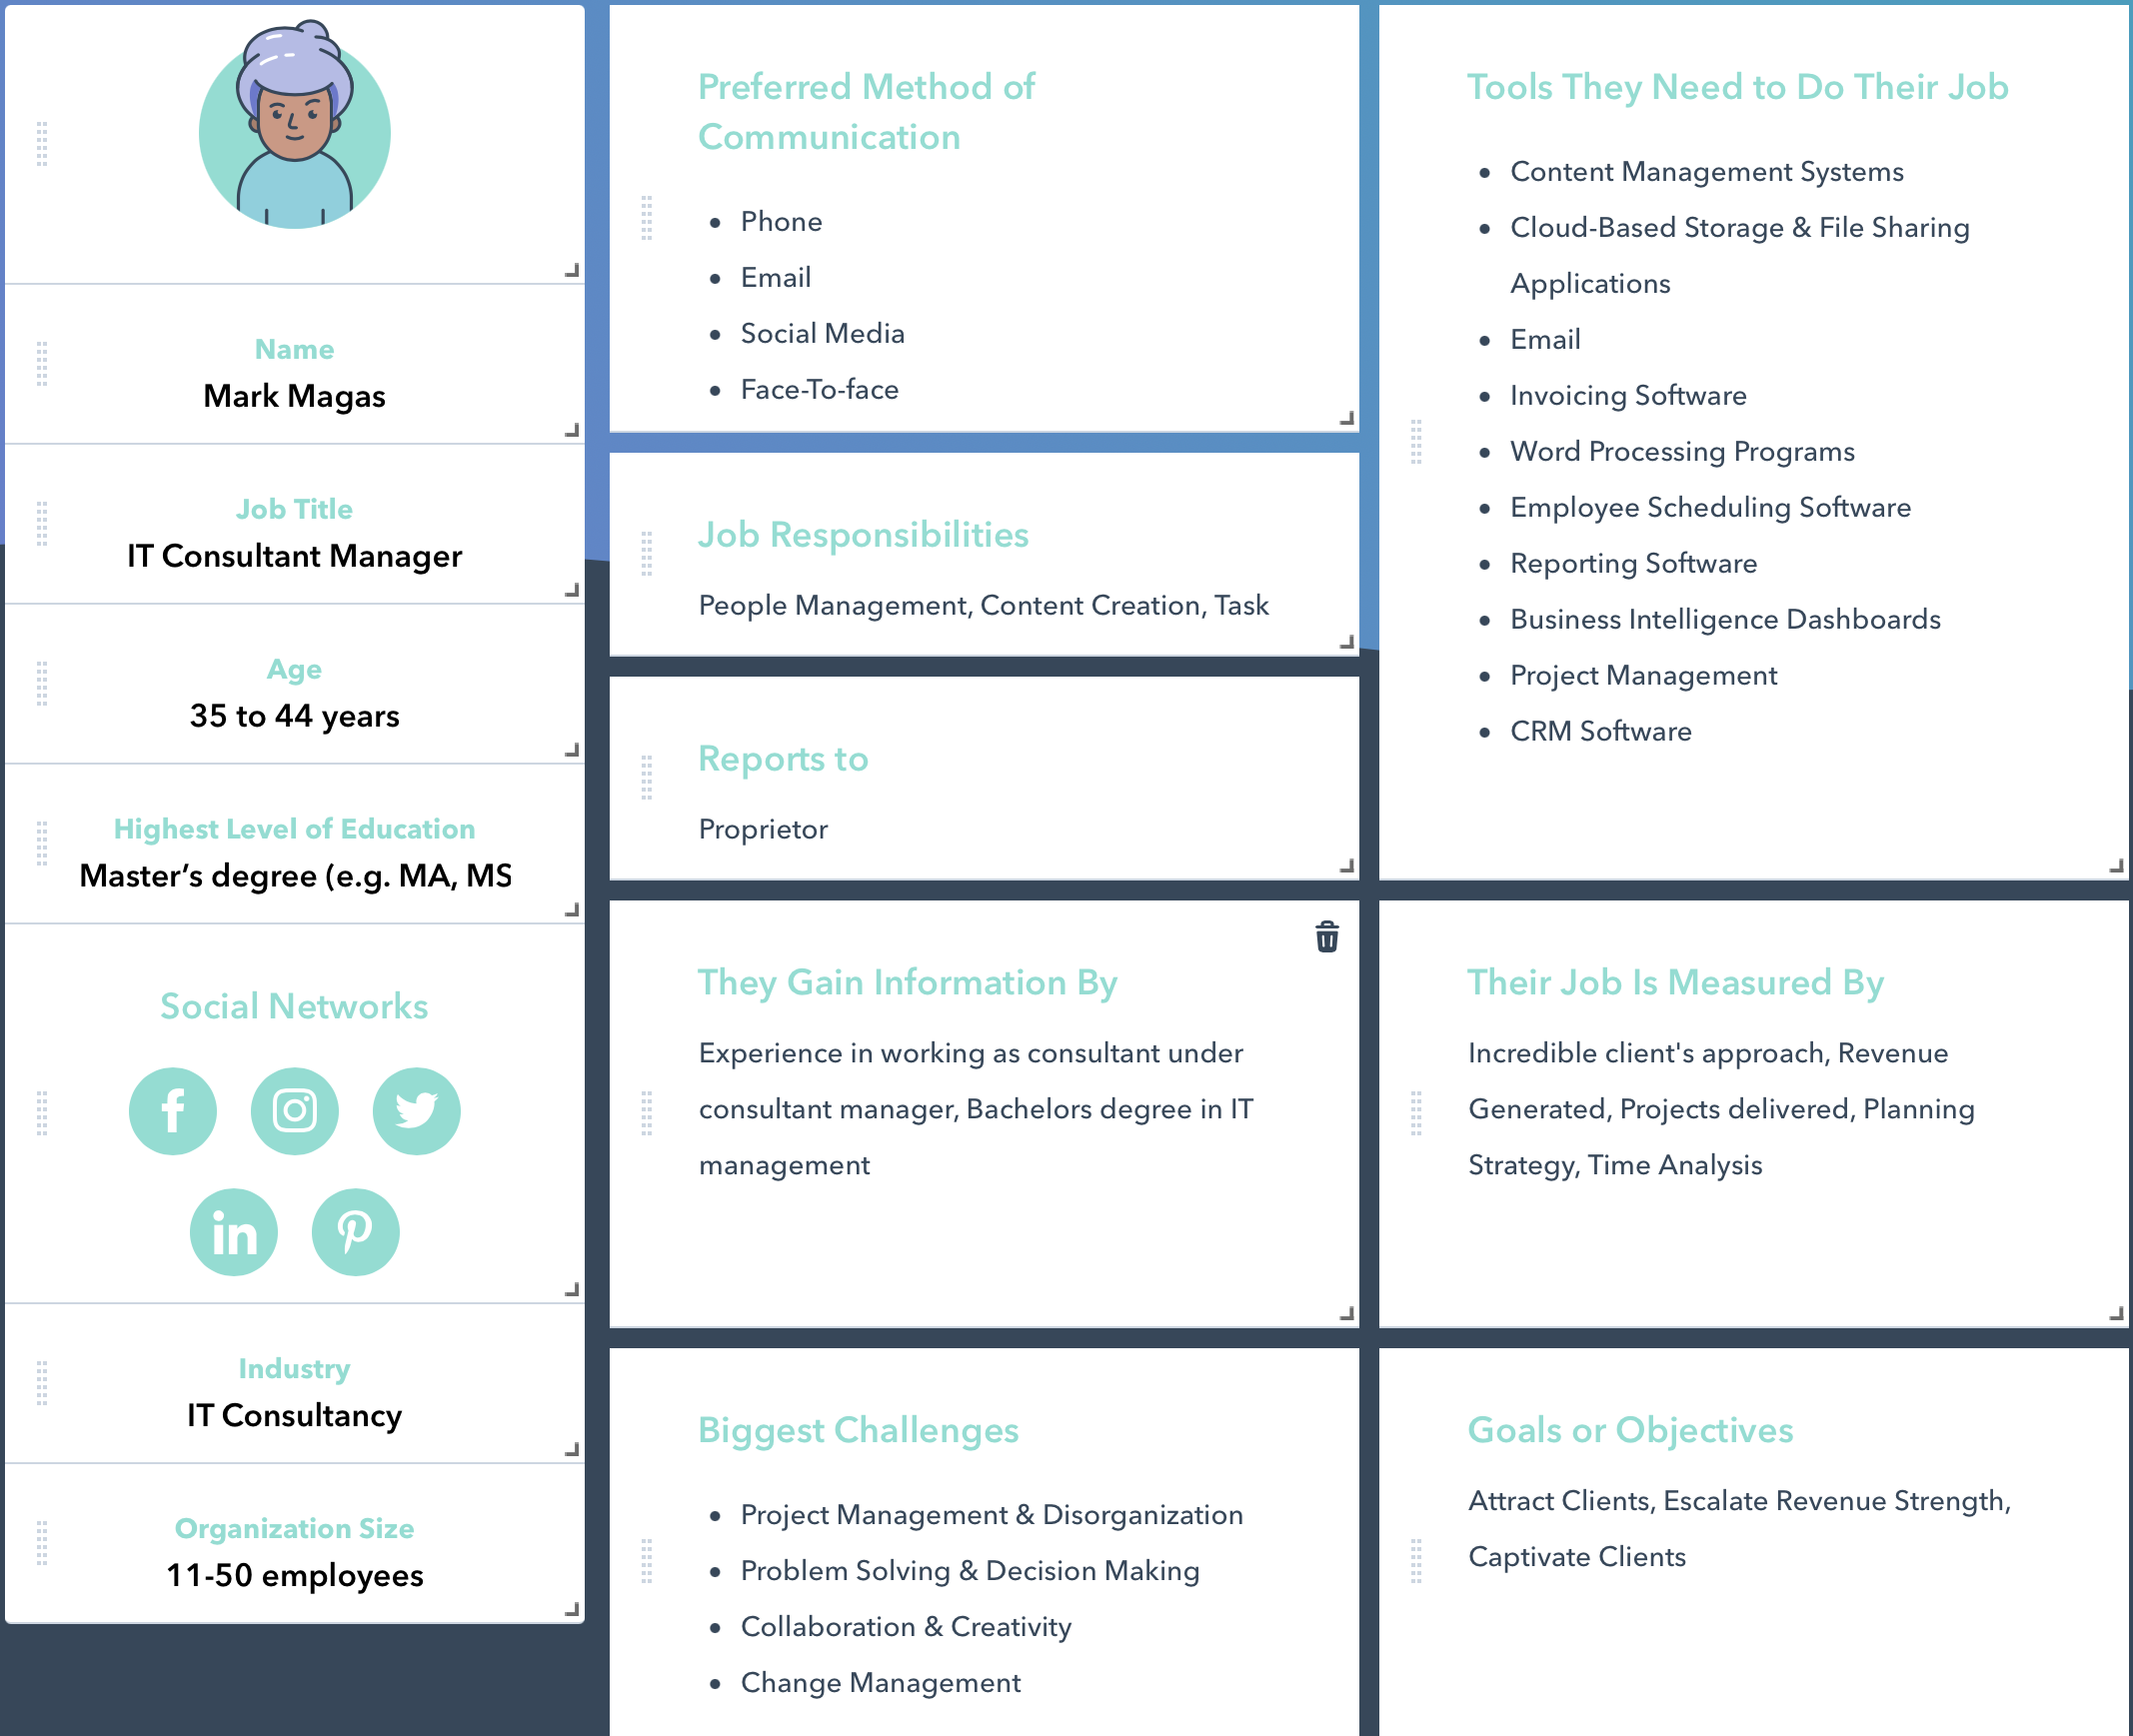 Name
Mark Magas
Job Title
IT Consultant Manager
Age
35 to 44 years
Highest Level of Education
Master’s degree (e.g. MA, MS
Social Networks
Industry
IT Consultancy
Organization Size
11-50 employees
Preferred Method of
Communication
Phone
Email
Social Media
Face-To-face
Job Responsibilities
People Management, Content Creation, Task
Reports to
Proprietor
Tools They Need to Do Their Job
Content Management Systems
Cloud-Based Storage & File Sharing
Applications
Email
Invoicing Software
Word Processing Programs
Employee Scheduling Software
Reporting Software
Business Intelligence Dashboards
Project Management
CRM Software
They Gain Information By
Experience in working as consultant under
consultant manager, Bachelors degree in IT
management
Their Job Is Measured By
Incredible client's approach, Revenue
Generated, Projects delivered, Planning
Strategy, Time Analysis
Biggest Challenges
Project Management & Disorganization
Problem Solving & Decision Making
Collaboration & Creativity
Change Management
Goals or Objectives
Attract Clients, Escalate Revenue Strength,
Captivate Clients